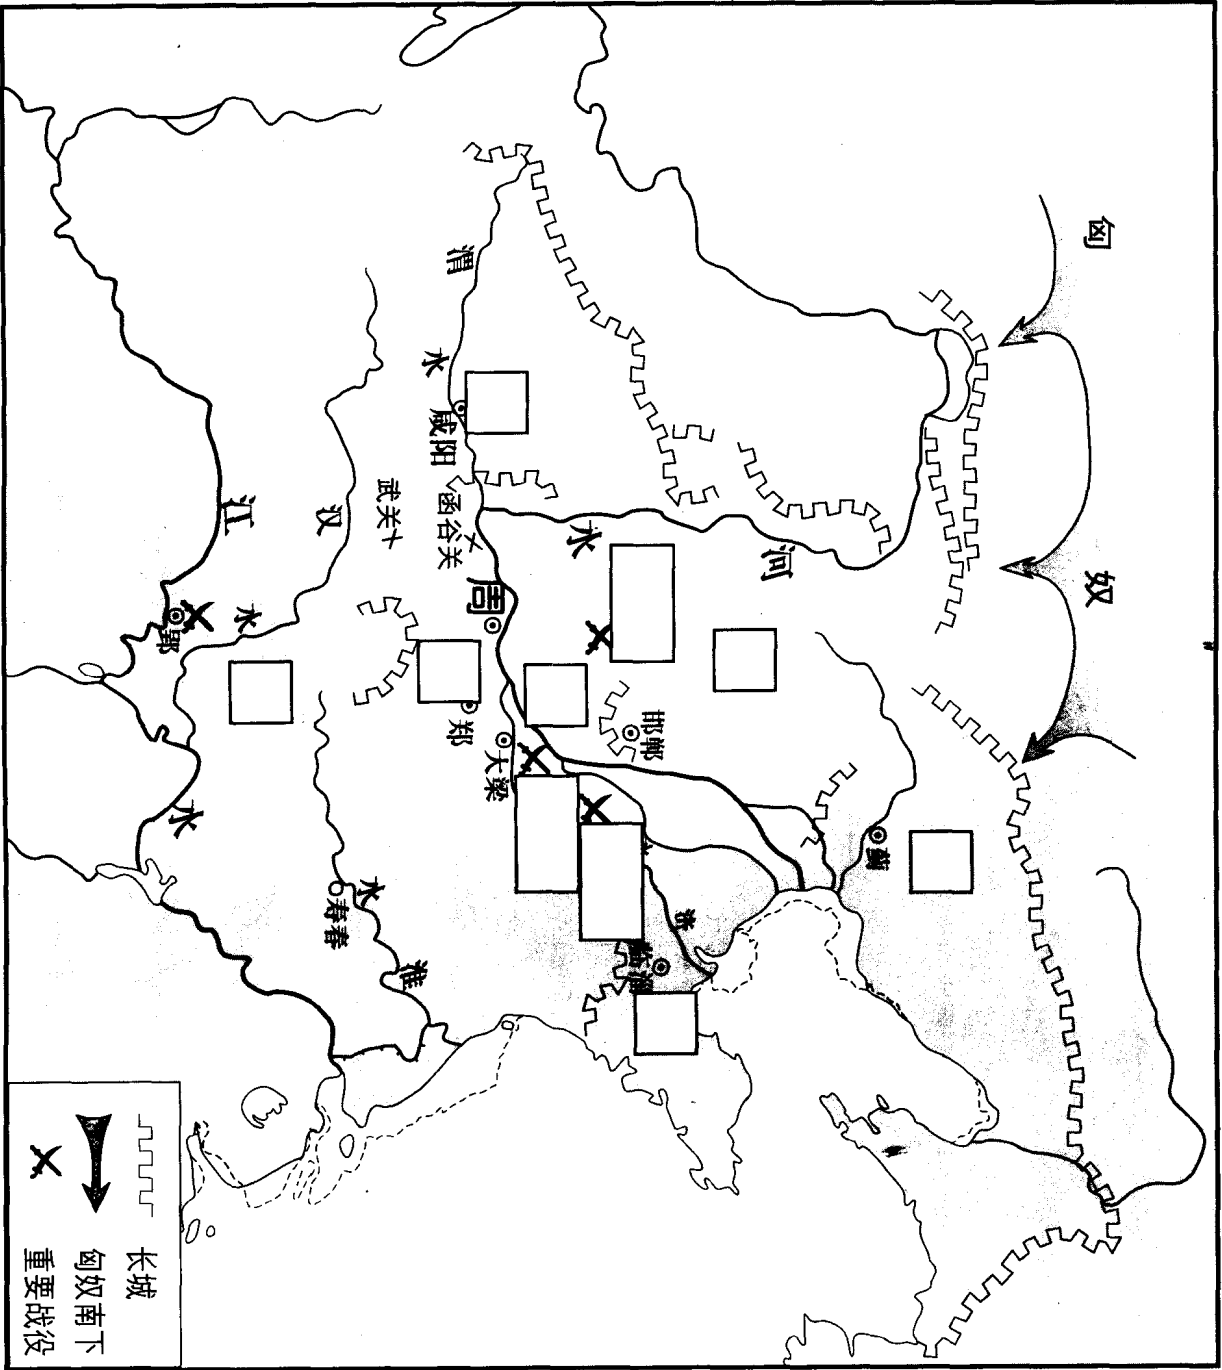 匈
奴
河
水
蓟
邯郸
渭
水
咸阳
函谷关
武关
周
郑
大梁
济
临淄
汉
水
江
水
郢
寿春
淮
水
长城
匈奴南下
重要战役